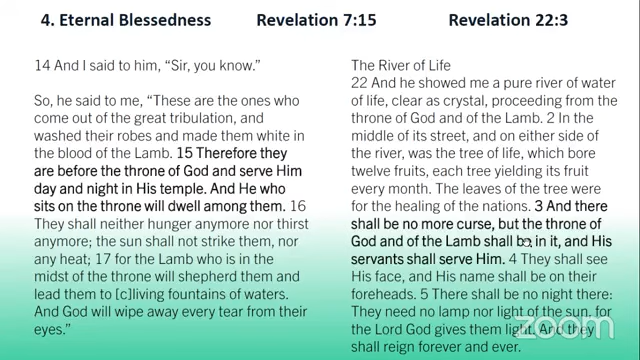 4. Eternal Blessedness Revelation 7:15 Revelation 22:3
14 And I said to him, “Sir, you know.”
So, he said to me, “These are the ones who
come out of the great tribulation, and
washed their robes and made them white in
the blood of the Lamb. 15 Therefore they
are before the throne of God and serve Him
day and night in His temple. And He who
sits on the throne will dwell among them. 16
They shall neither hunger anymore nor thirst
anymore; the sun shall not strike them, nor
any heat; 17 for the Lamb who is in the
midst of the throne will shepherd them and
lead them to [c]living fountains of waters.
And God will wipe away every tear from their
eyes.”
The River of Life
22 And he showed me a pure river of water
of life, clear as crystal, proceeding from the
throne of God and of the Lamb. 2 In the
middle of its street, and on either side of
the river, was the tree of life, which bore
twelve fruits, each tree yielding its fruit
every month. The leaves of the tree were
for the healing of the nations. 3 And there
shall be no more curse, but the throne of
God and of the Lamb shall be in it, and His
servants shall serve Him. 4 They shall see
His face, and His name shall be on their
foreheads. 5 There shall be no night there:
They need no lamp nor light of the sun, for
the Lord God gives them light. And they
shall reign forever and ever.
zoom